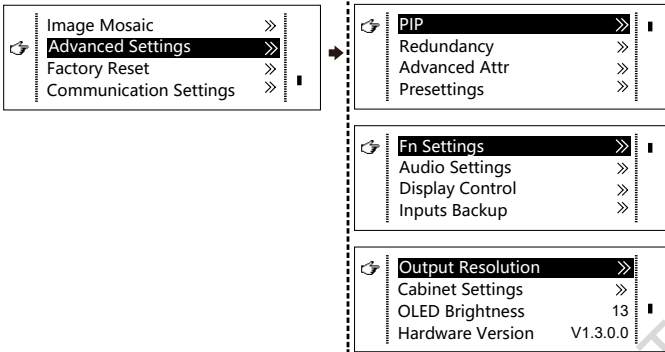 Image Mosaic
Advanced Settings
Factory Reset
Communication Settings
PIP
Redundancy
Advanced Attr
Presettings
Fn Settings
Audio Settings
Display Control
Inputs Backup
Output Resolution
Cabinet Settings
OLED Brightness 13
Hardware Version V1.3.0.0